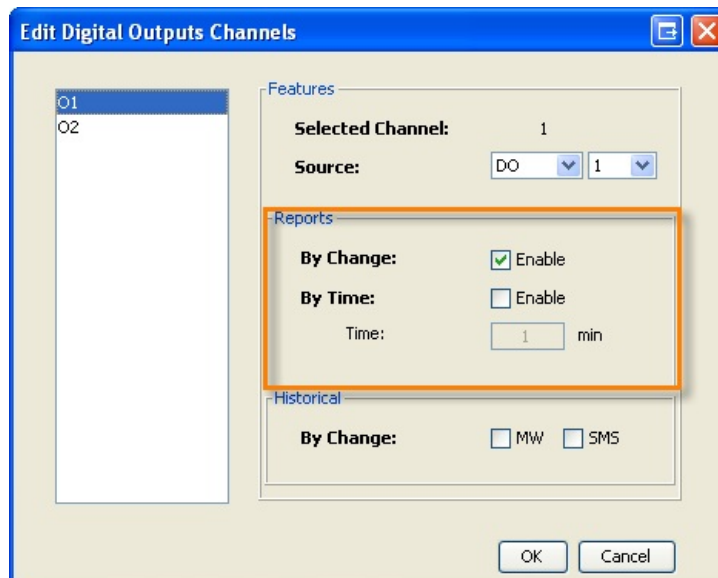 Edit Digital Outputs Channels
O1
O2
Features
Selected Channel: 1
Source: DO 1
Reports
By Change: Enable
By Time: Enable
Time: 1 min
Historical
By Change: MW SMS
OK Cancel